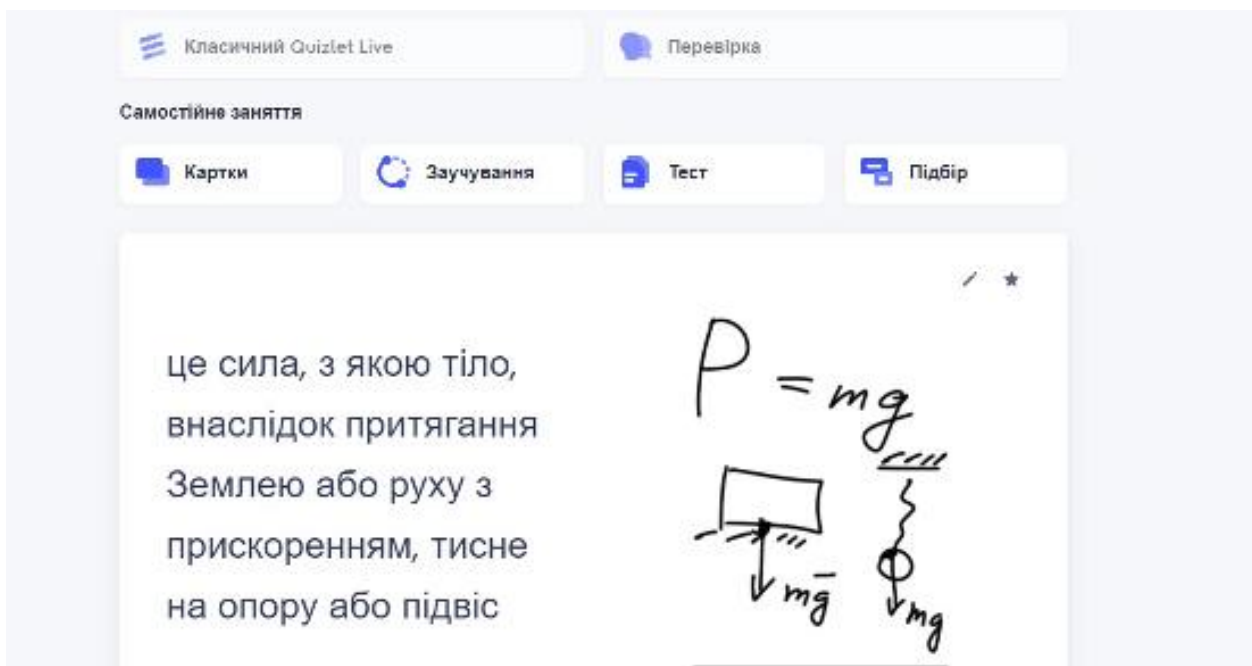 Класичний Quizlet Live
Перевірка
Самостійне заняття
Картки
Заучування
Тест
Підбір
це сила, з якою тіло,
внаслідок притягання
Землею або руху з
прискоренням, тисне
на опору або підвіс
P = mg
mg̅
mg